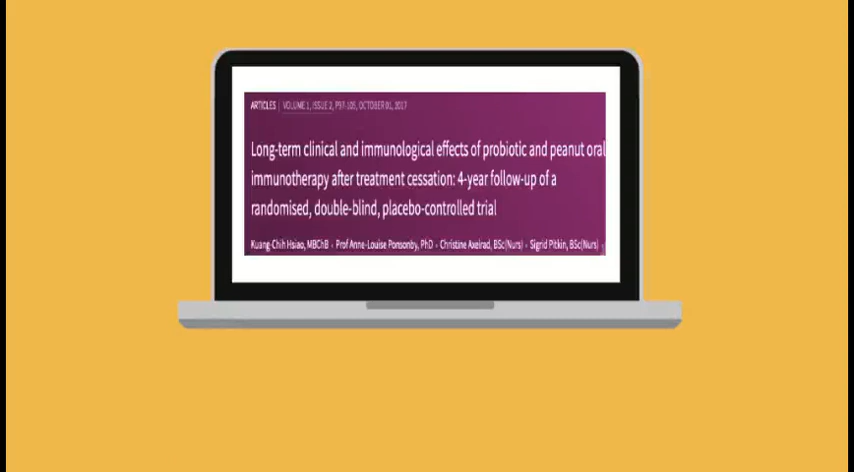 ARTICLES | VOLUME 1, ISSUE 2, P97-105, OCTOBER 01, 2017
Long-term clinical and immunological effects of probiotic and peanut oral
immunotherapy after treatment cessation: 4-year follow-up of a
randomised, double-blind, placebo-controlled trial
Kuang-Chih Hsiao, MBChB • Prof Anne-Louise Ponsonby, PhD • Christine Axelrad, BSc(Nurs) • Sigrid Pitkin, BSc(Nurs)